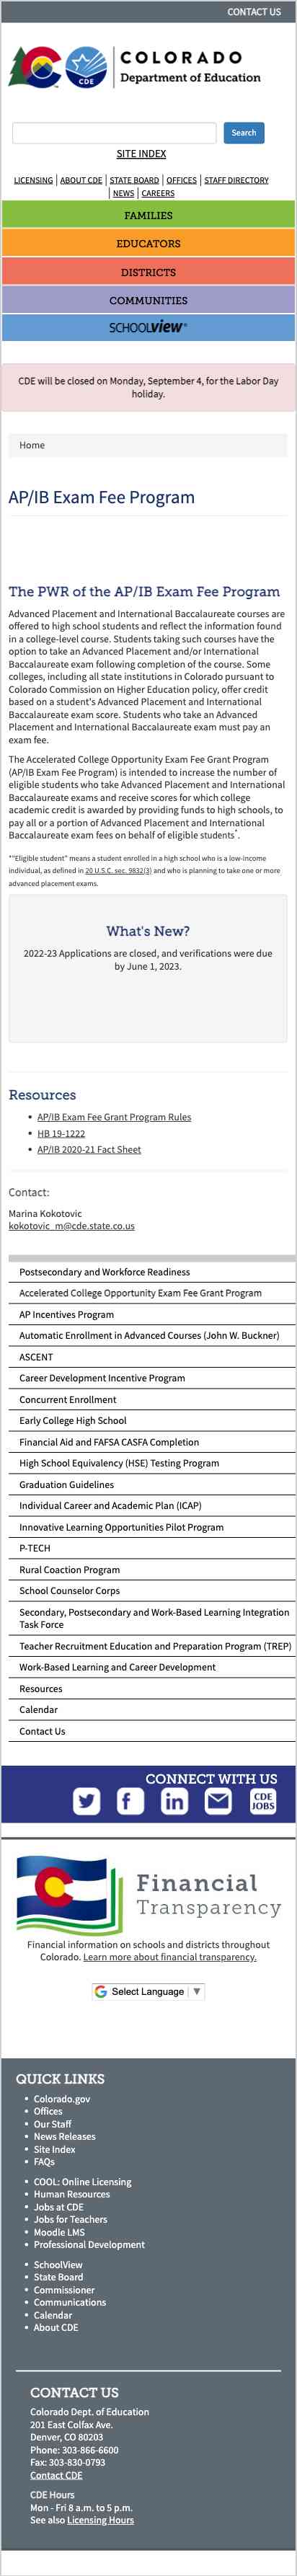 CONTACT US
CDE
COLORADO
Department of Education
Search
SITE INDEX
LICENSING | ABOUT CDE | STATE BOARD | OFFICES | STAFF DIRECTORY
| NEWS | CAREERS
FAMILIES
EDUCATORS
DISTRICTS
COMMUNITIES
SCHOOLVIEW®
CDE will be closed on Monday, September 4, for the Labor Day
holiday.
Home
AP/IB Exam Fee Program
The PWR of the AP/IB Exam Fee Program
Advanced Placement and International Baccalaureate courses are
offered to high school students and reflect the information found
in a college-level course. Students taking such courses have the
option to take an Advanced Placement and/or International
Baccalaureate exam following completion of the course. Some
colleges, including all state institutions in Colorado pursuant to
Colorado Commission on Higher Education policy, offer credit
based on a student's Advanced Placement and International
Baccalaureate exam score. Students who take an Advanced
Placement and International Baccalaureate exam must pay an
exam fee.
The Accelerated College Opportunity Exam Fee Grant Program
(AP/IB Exam Fee Program) is intended to increase the number of
eligible students who take Advanced Placement and International
Baccalaureate exams and receive scores for which college
academic credit is awarded by providing funds to high schools, to
pay all or a portion of Advanced Placement and International
Baccalaureate exam fees on behalf of eligible students*.
*"Eligible student" means a student enrolled in a high school who is a low-income
individual, as defined in 20 U.S.C. sec. 9832(3) and who is planning to take one or more
advanced placement exams.
What's New?
2022-23 Applications are closed, and verifications were due
by June 1, 2023.
Resources
• AP/IB Exam Fee Grant Program Rules
• HB 19-1222
• AP/IB 2020-21 Fact Sheet
Contact:
Marina Kokotovic
kokotovic_m@cde.state.co.us
Postsecondary and Workforce Readiness
Accelerated College Opportunity Exam Fee Grant Program
AP Incentives Program
Automatic Enrollment in Advanced Courses (John W. Buckner)
ASCENT
Career Development Incentive Program
Concurrent Enrollment
Early College High School
Financial Aid and FAFSA CASFA Completion
High School Equivalency (HSE) Testing Program
Graduation Guidelines
Individual Career and Academic Plan (ICAP)
Innovative Learning Opportunities Pilot Program
P-TECH
Rural Coaction Program
School Counselor Corps
Secondary, Postsecondary and Work-Based Learning Integration
Task Force
Teacher Recruitment Education and Preparation Program (TREP)
Work-Based Learning and Career Development
Resources
Calendar
Contact Us
CONNECT WITH US
CDE
JOBS
Financial
Transparency
Financial information on schools and districts throughout
Colorado. Learn more about financial transparency.
Select Language ▼
QUICK LINKS
• Colorado.gov
• Offices
• Our Staff
• News Releases
• Site Index
• FAQs
• COOL: Online Licensing
• Human Resources
• Jobs at CDE
• Jobs for Teachers
• Moodle LMS
• Professional Development
• SchoolView
• State Board
• Commissioner
• Communications
• Calendar
• About CDE
CONTACT US
Colorado Dept. of Education
201 East Colfax Ave.
Denver, CO 80203
Phone: 303-866-6600
Fax: 303-830-0793
Contact CDE
CDE Hours
Mon - Fri 8 a.m. to 5 p.m.
See also Licensing Hours